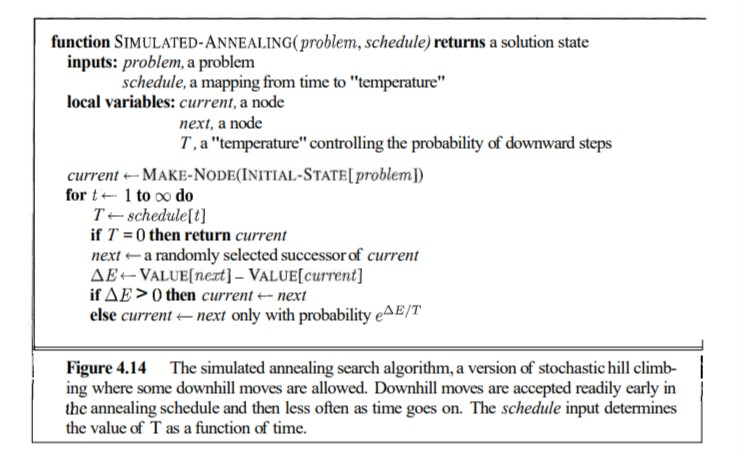 function SIMULATED-ANNEALING(problem, schedule) returns a solution state
inputs: problem, a problem
schedule, a mapping from time to "temperature"
local variables: current, a node
next, a node
T, a "temperature" controlling the probability of downward steps
current ← MAKE-NODE(INITIAL-STATE[problem])
for t ← 1 to ∞ do
T ← schedule[t]
if T = 0 then return current
next ← a randomly selected successor of current
ΔE ← VALUE[next] – VALUE[current]
if ΔE > 0 then current ← next
else current ← next only with probability e^ΔE/T
Figure 4.14 The simulated annealing search algorithm, a version of stochastic hill climb-
ing where some downhill moves are allowed. Downhill moves are accepted readily early in
the annealing schedule and then less often as time goes on. The schedule input determines
the value of T as a function of time.